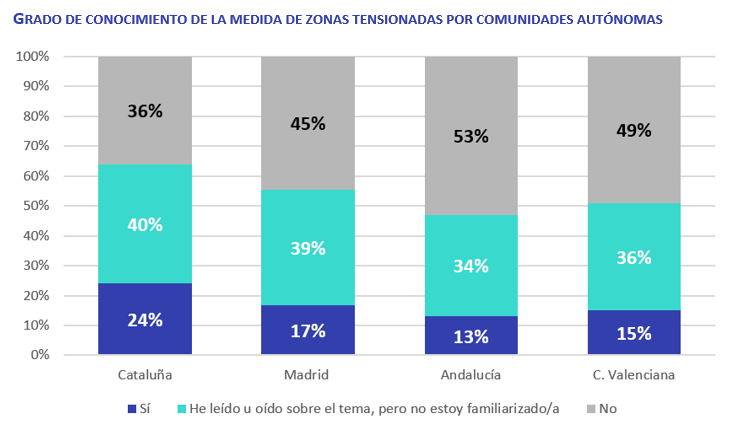 GRADO DE CONOCIMIENTO DE LA MEDIDA DE ZONAS TENSIONADAS POR COMUNIDADES AUTÓNOMAS
100%
90%
80%
70%
60%
50%
40%
30%
20%
10%
0%
36% 45% 53% 49%
40% 39% 34% 36%
24% 17% 13% 15%
Cataluña Madrid Andalucía C. Valenciana
Sí He leído u oído sobre el tema, pero no estoy familiarizado/a No